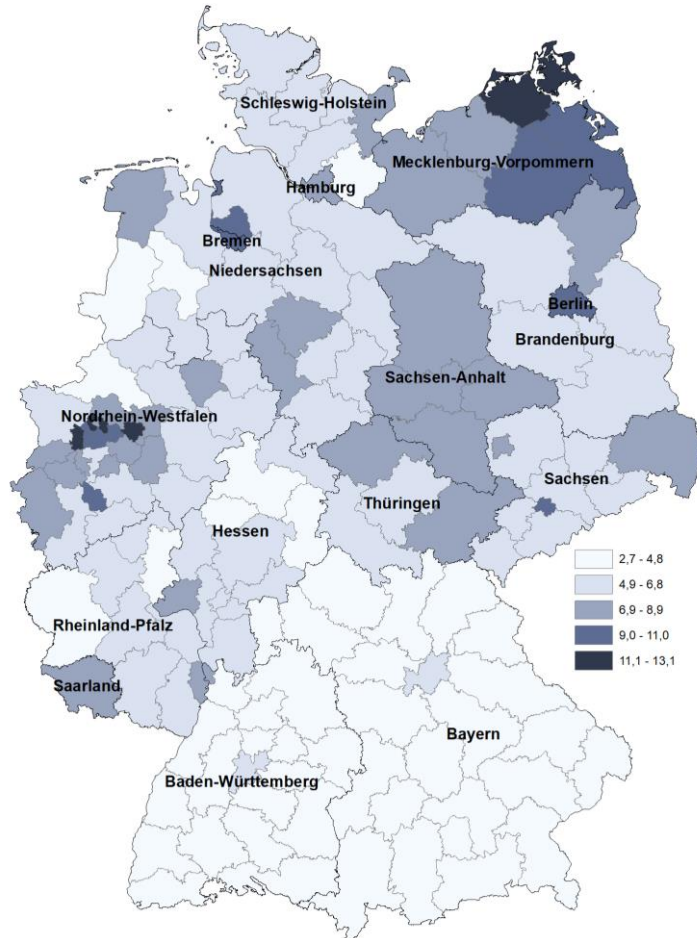 Schleswig-Holstein
Mecklenburg-Vorpommern
Hamburg
Bremen
Niedersachsen
Berlin
Brandenburg
Sachsen-Anhalt
Nordrhein-Westfalen
Sachsen
Thüringen
Hessen
2,7 - 4,8
4,9 - 6,8
6,9 - 8,9
9,0 - 11,0
11,1 - 13,1
Rheinland-Pfalz
Saarland
Bayern
Baden-Württemberg